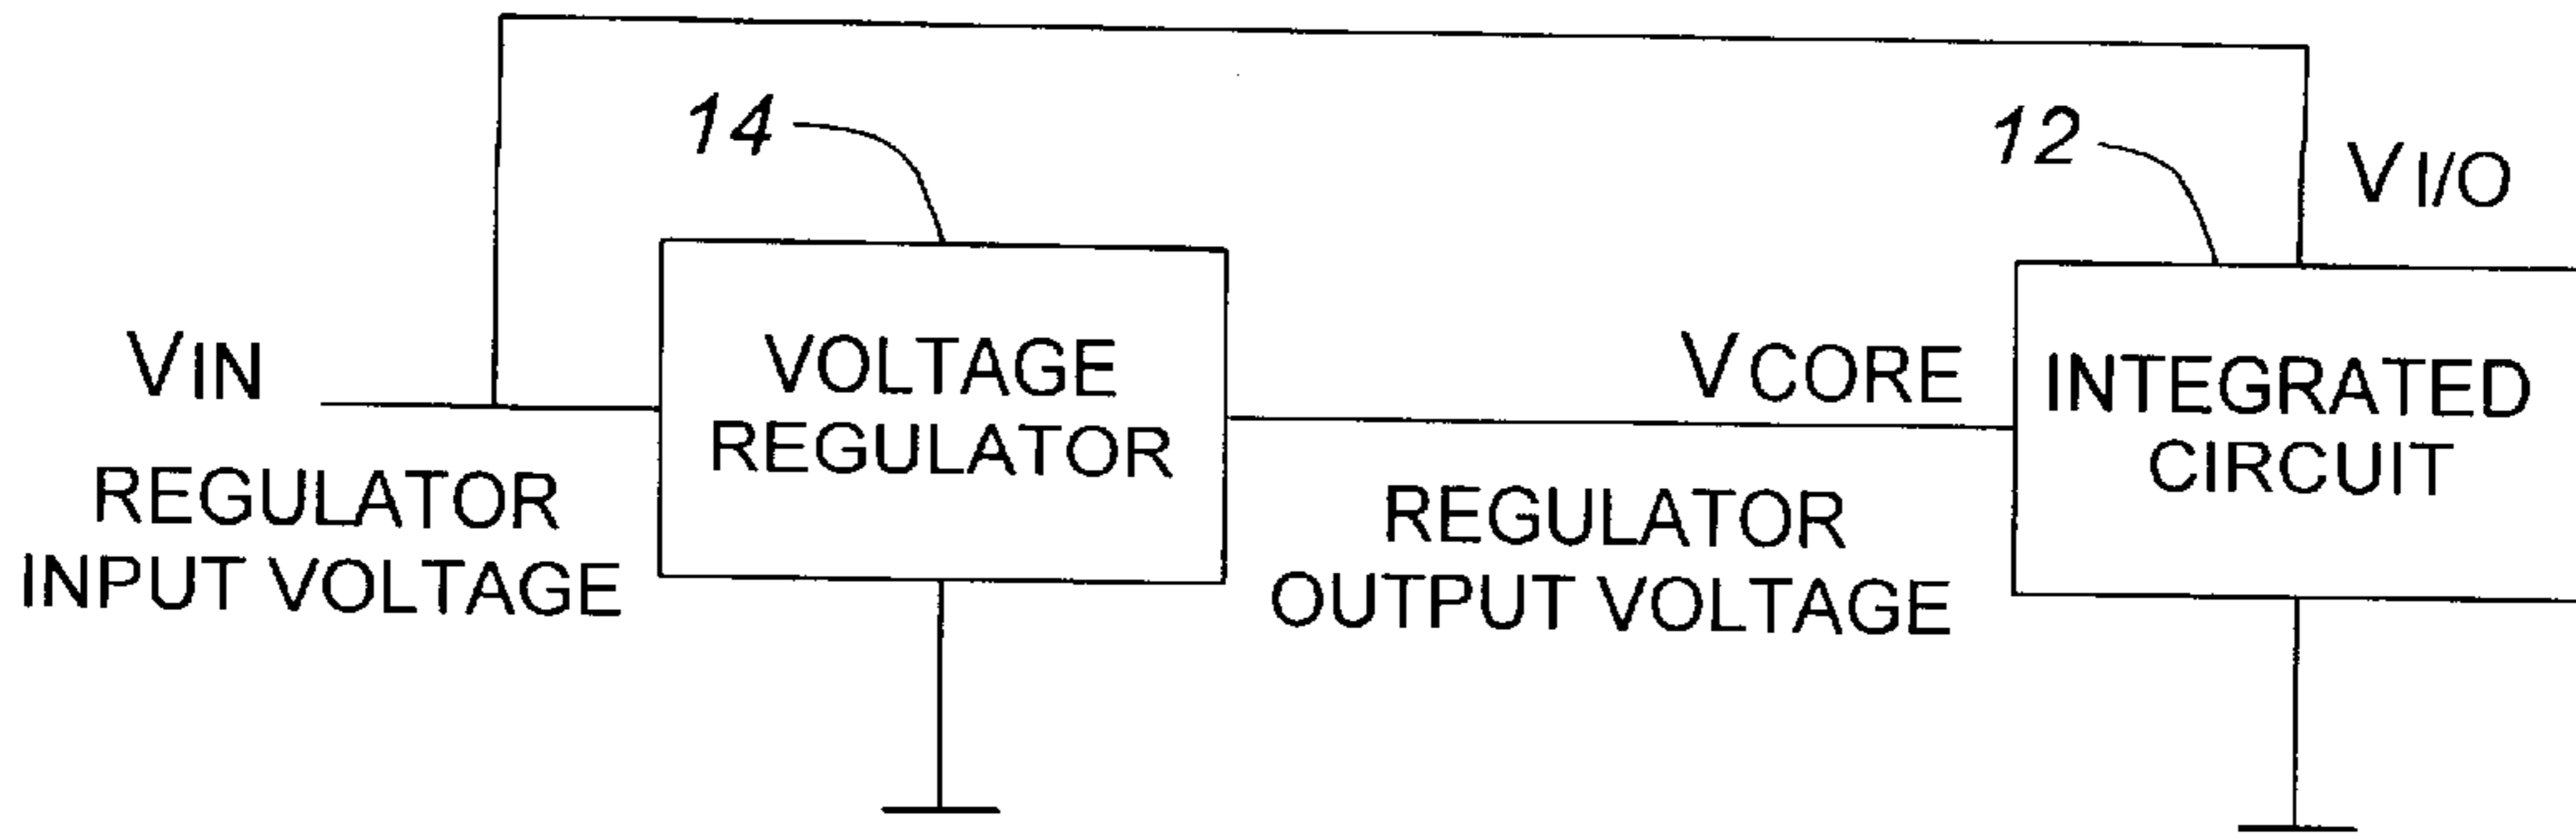 14
12
VI/O
VIN
VOLTAGE
REGULATOR
VCORE
INTEGRATED
CIRCUIT
REGULATOR
INPUT VOLTAGE
REGULATOR
OUTPUT VOLTAGE